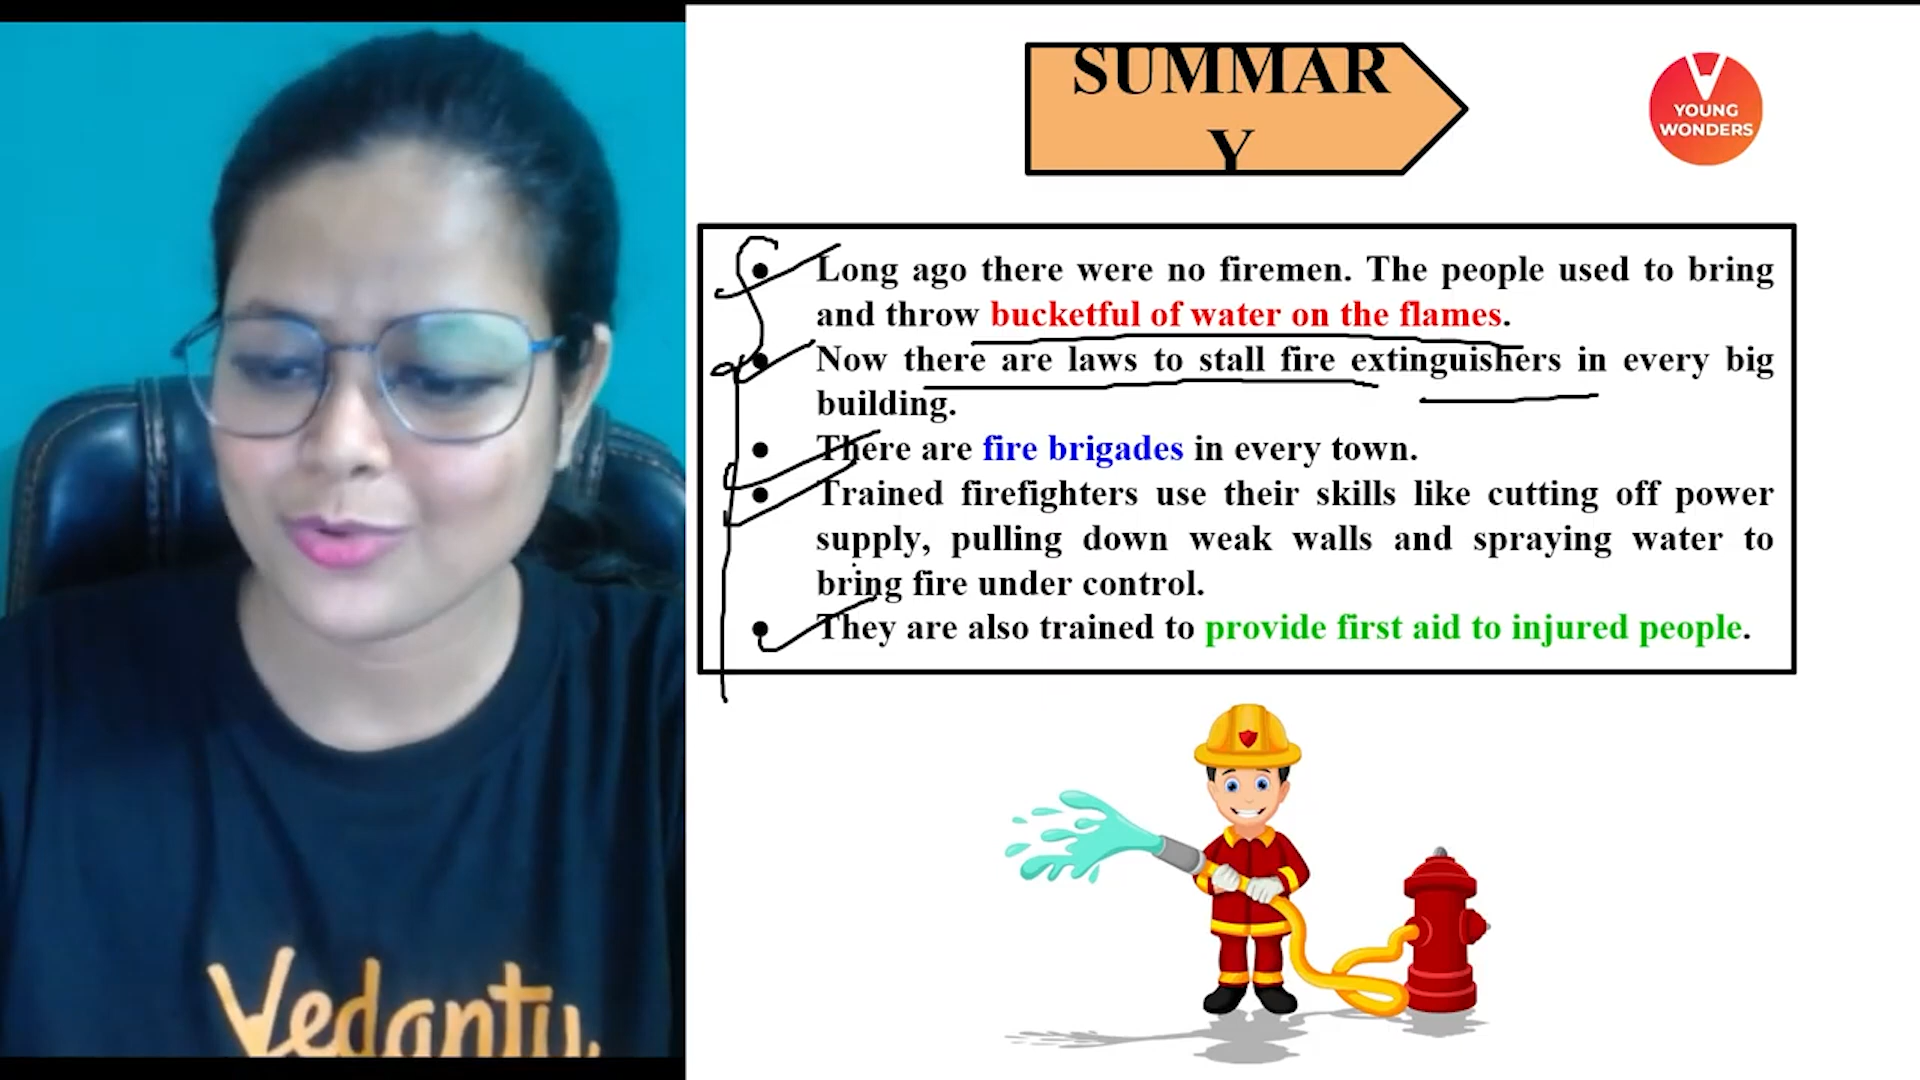 SUMMAR
Y
YOUNG
WONDERS
• Long ago there were no firemen. The people used to bring
and throw bucketful of water on the flames.
• Now there are laws to stall fire extinguishers in every big
building.
• There are fire brigades in every town.
• Trained firefighters use their skills like cutting off power
supply, pulling down weak walls and spraying water to
bring fire under control.
• They are also trained to provide first aid to injured people.
Vedantu